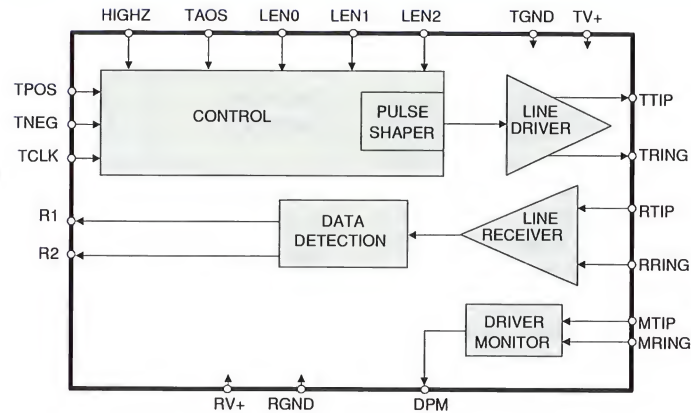 HIGHZ TAOS LEN0 LEN1 LEN2 TGND TV+
TPOS
TNEG
TCLK
CONTROL
PULSE
SHAPER
LINE
DRIVER
TTIP
TRING
R1
R2
DATA
DETECTION
LINE
RECEIVER
RTIP
RRING
DRIVER
MONITOR
MTIP
MRING
RV+ RGND DPM